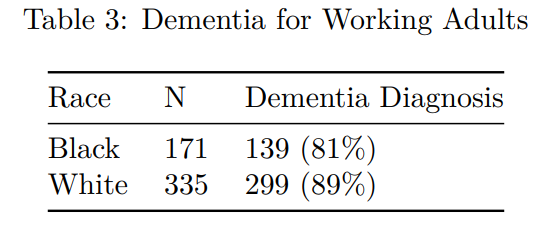 Table 3: Dementia for Working Adults
Race N Dementia Diagnosis
Black 171 139 (81%)
White 335 299 (89%)